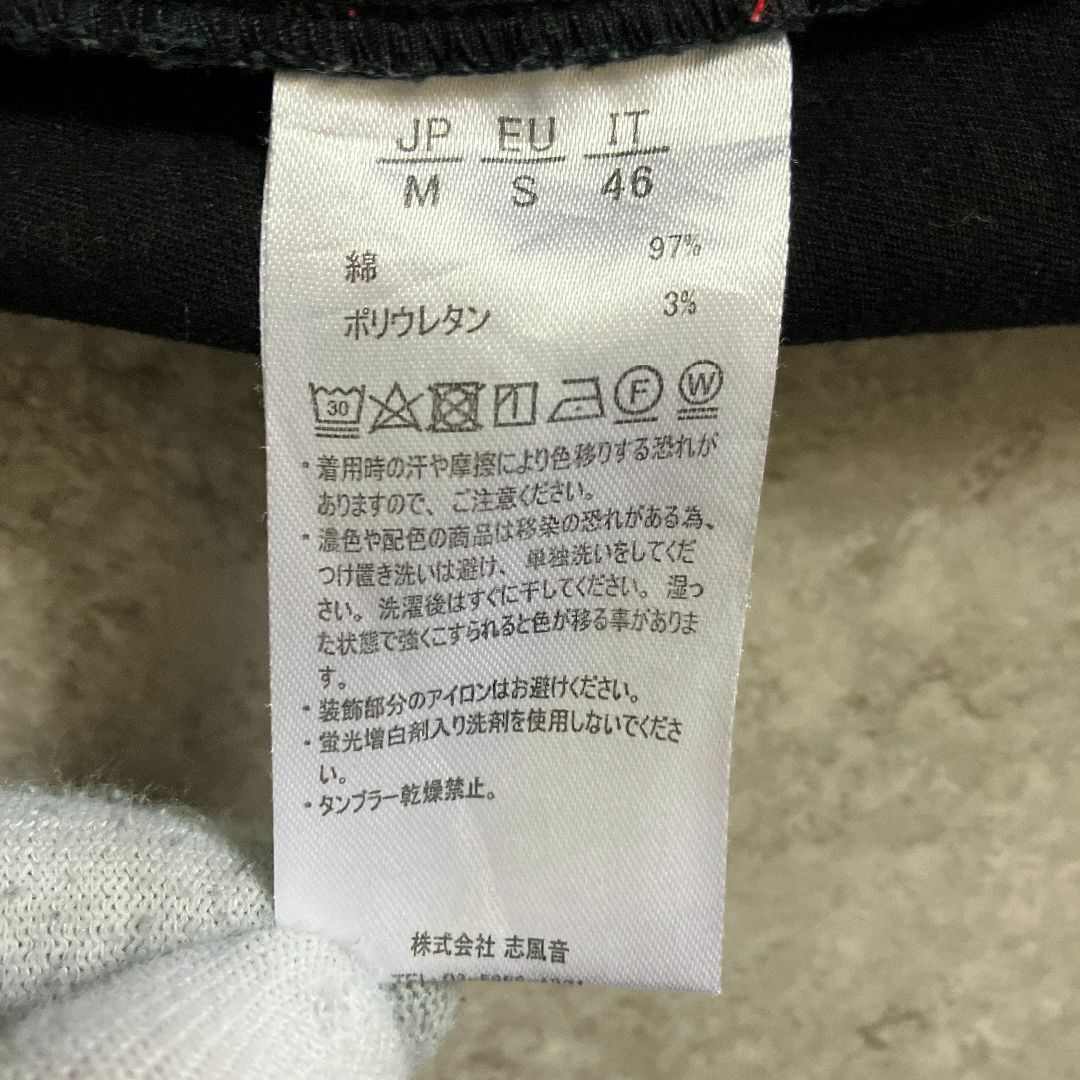 JP EU IT
M S 46
綿 97%
ポリウレタン 3%
30 F W
・着用時の汗や摩擦により色移りする恐れが
ありますので、ご注意ください。
・濃色や配色の商品は移染の恐れがある為、
つけ置き洗いは避け、単独洗いをしてくだ
さい。洗濯後はすぐに干してください。湿っ
た状態で強くこすられると色が移る事がありま
す。
・装飾部分のアイロンはお避けください。
・蛍光増白剤入り洗剤を使用しないでくださ
い。
・タンブラー乾燥禁止。
株式会社 志風音